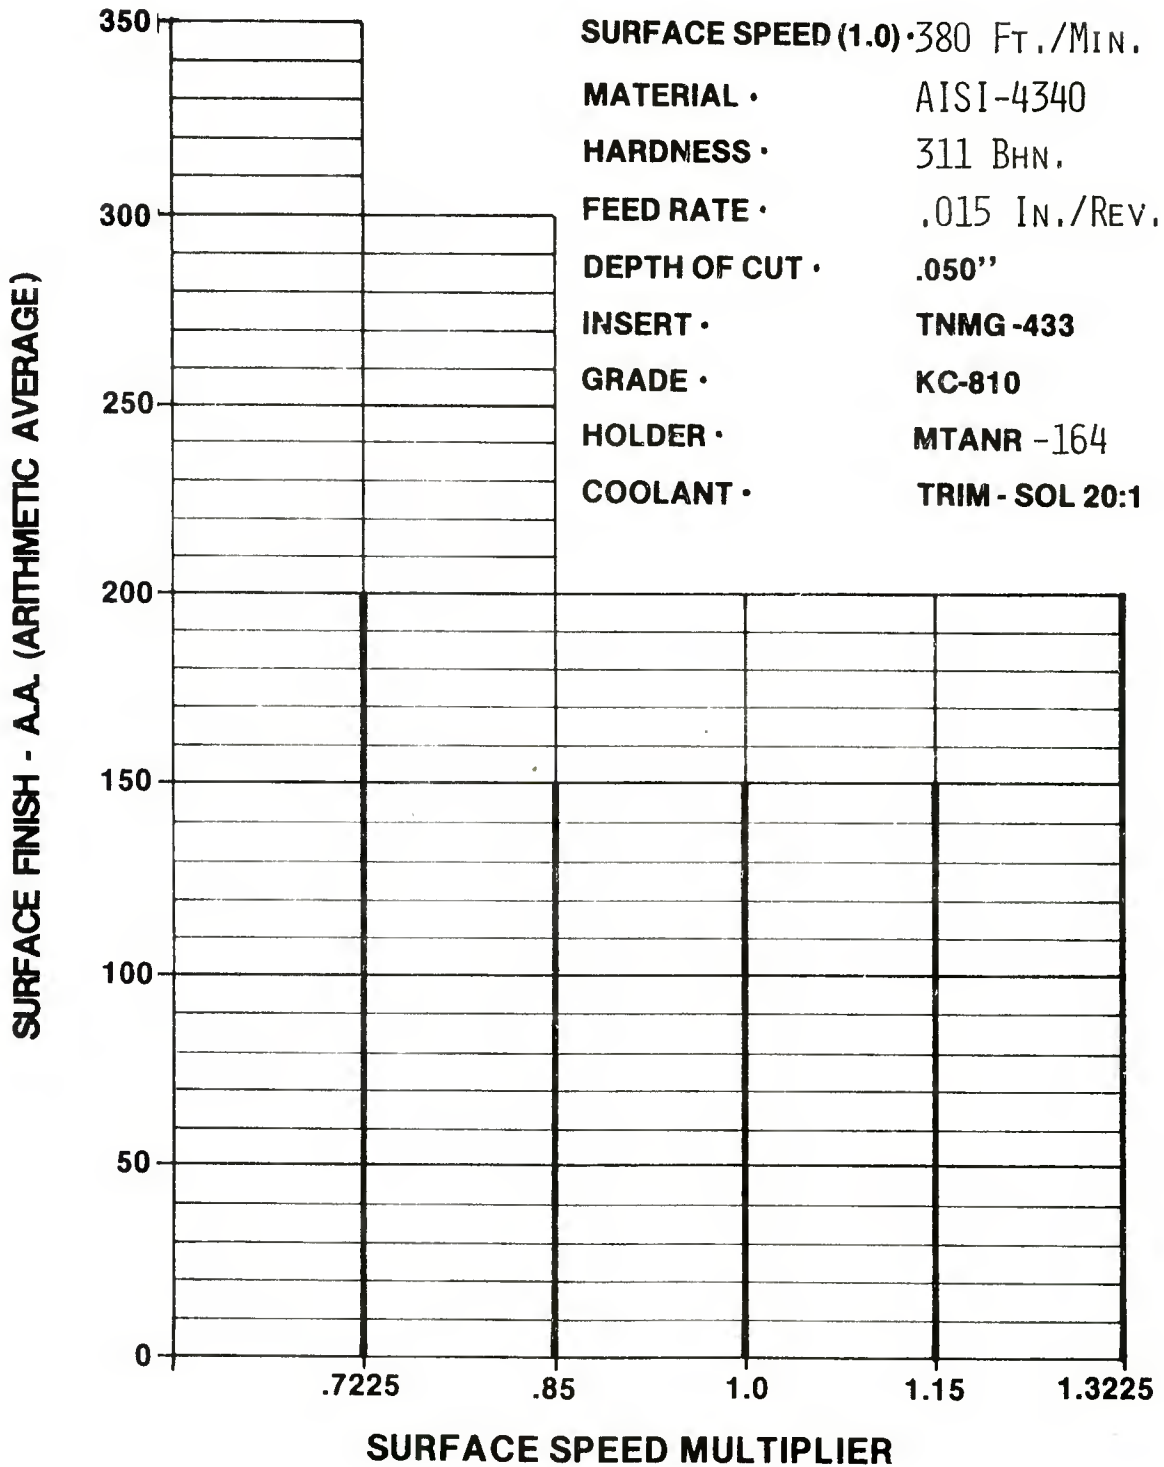 SURFACE SPEED (1.0) • 380 FT./MIN.
MATERIAL • AISI-4340
HARDNESS • 311 BHN.
FEED RATE • .015 IN./REV.
DEPTH OF CUT • .050''
INSERT • TNMG-433
GRADE • KC-810
HOLDER • MTANR -164
COOLANT • TRIM - SOL 20:1
SURFACE FINISH - A.A. (ARITHMETIC AVERAGE)
350
300
250
200
150
100
50
0
.7225 .85 1.0 1.15 1.3225
SURFACE SPEED MULTIPLIER